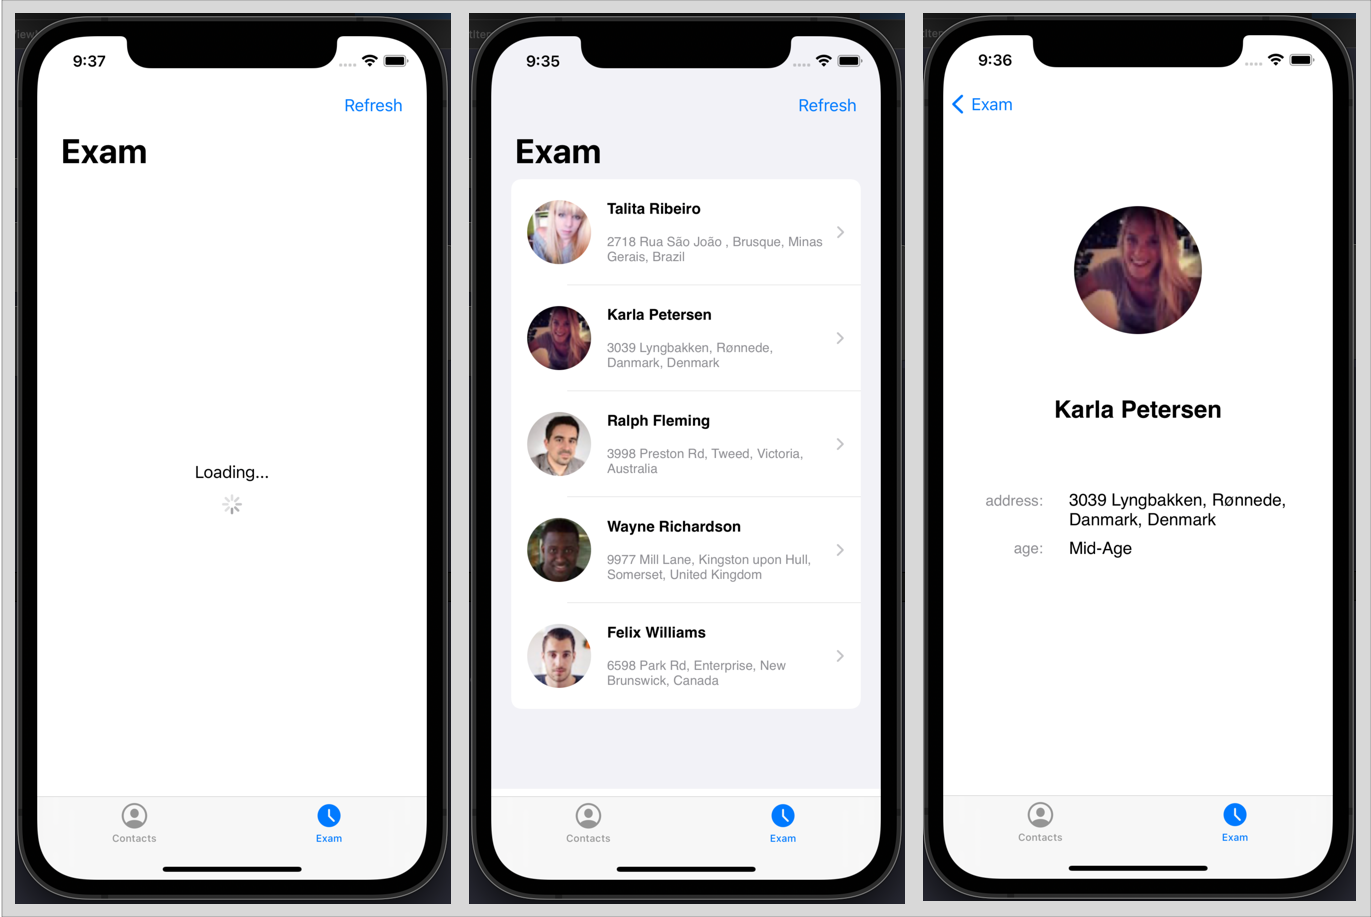 9:37
Refresh
Exam
Loading...
Contacts
Exam
9:35
Refresh
Exam
Talita Ribeiro
2718 Rua São João , Brusque, Minas
Gerais, Brazil
Karla Petersen
3039 Lyngbakken, Rønnede,
Danmark, Denmark
Ralph Fleming
3998 Preston Rd, Tweed, Victoria,
Australia
Wayne Richardson
9977 Mill Lane, Kingston upon Hull,
Somerset, United Kingdom
Felix Williams
6598 Park Rd, Enterprise, New
Brunswick, Canada
Contacts
Exam
9:36
Exam
Karla Petersen
address: 3039 Lyngbakken, Rønnede,
Danmark, Denmark
age: Mid-Age
Contacts
Exam